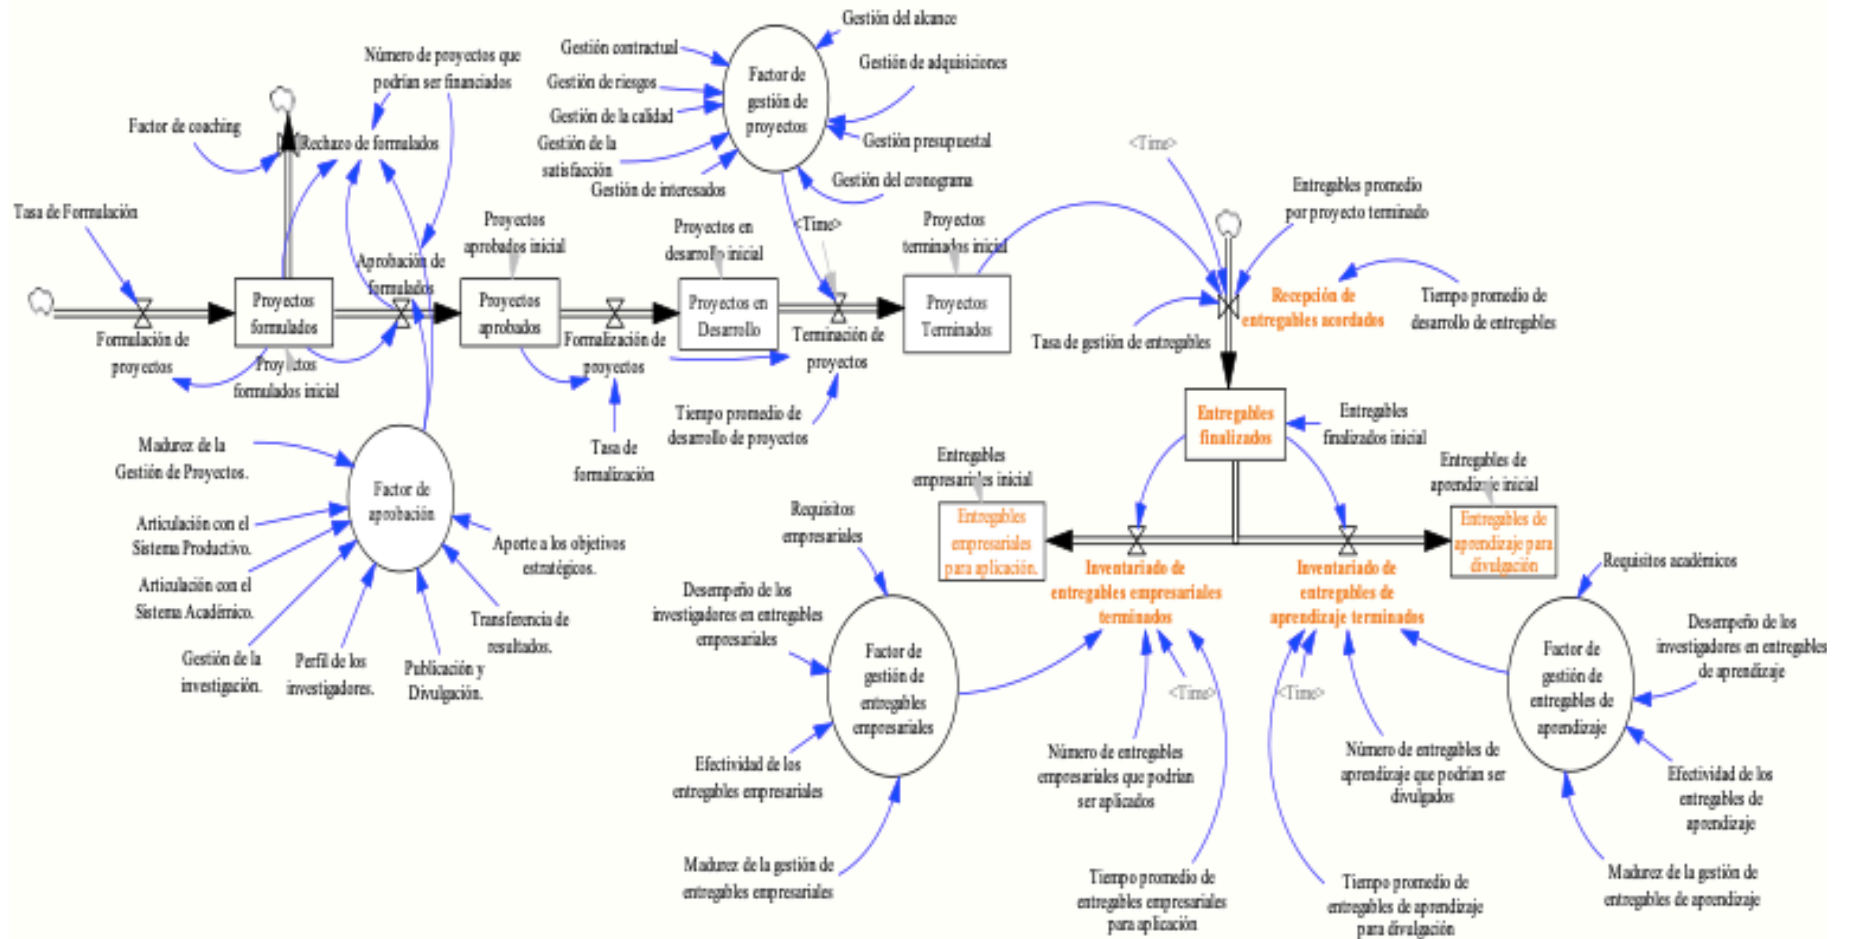 Gestión del alcance
Gestión contractual
Número de proyectos que
podrían ser financiados
Gestión de adquisiciones
Factor de
gestión de
proyectos
Gestión de riesgos
Gestión de la calidad
Factor de coaching
Rechazo de formulados
Gestión de la
satisfacción
Gestión presupuestal
<Time>
Gestión de interesados
Gestión del cronograma
Entregables promedio
por proyecto terminado
Tasa de Formulación
Proyectos
aprobados inicial
Proyectos en
desarrollo inicial
<Time>
Proyectos
terminados inicial
Aprobación de
formulados
Proyectos
formulados
Proyectos
aprobados
Proyectos en
Desarrollo
Proyectos
Terminados
Recepción de
entregables acordados
Tiempo promedio de
desarrollo de entregables
Formulación de
proyectos
Formalización de
proyectos
Terminación de
proyectos
Tasa de gestión de entregables
Proyectos
formulados inicial
Tiempo promedio de
desarrollo de proyectos
Entregables
finalizados
Entregables
finalizados inicial
Madurez de la
Gestión de Proyectos.
Tasa de
formalización
Entregables
empresariales inicial
Entregables de
aprendizaje inicial
Factor de
aprobación
Requisitos
empresariales
Entregables
empresariales
para aplicación.
Entregables de
aprendizaje para
divulgación
Articulación con el
Sistema Productivo.
Aporte a los objetivos
estratégicos.
Articulación con el
Sistema Académico.
Inventariado de
entregables empresariales
terminados
Inventariado de
entregables de
aprendizaje terminados
Requisitos académicos
Desempeño de los
investigadores en entregables
empresariales
Transferencia de
resultados.
Desempeño de los
investigadores en entregables
de aprendizaje
Gestión de la
investigación.
Perfil de los
investigadores.
Publicación y
Divulgación.
Factor de
gestión de
entregables
empresariales
Factor de
gestión de
entregables de
aprendizaje
<Time>
<Time>
Efectividad de los
entregables empresariales
Número de entregables
empresariales que podrían
ser aplicados
Número de entregables de
aprendizaje que podrían ser
divulgados
Efectividad de los
entregables de
aprendizaje
Madurez de la gestión de
entregables empresariales
Tiempo promedio de
entregables empresariales
para aplicación
Tiempo promedio de
entregables de aprendizaje
para divulgación
Madurez de la gestión de
entregables de aprendizaje